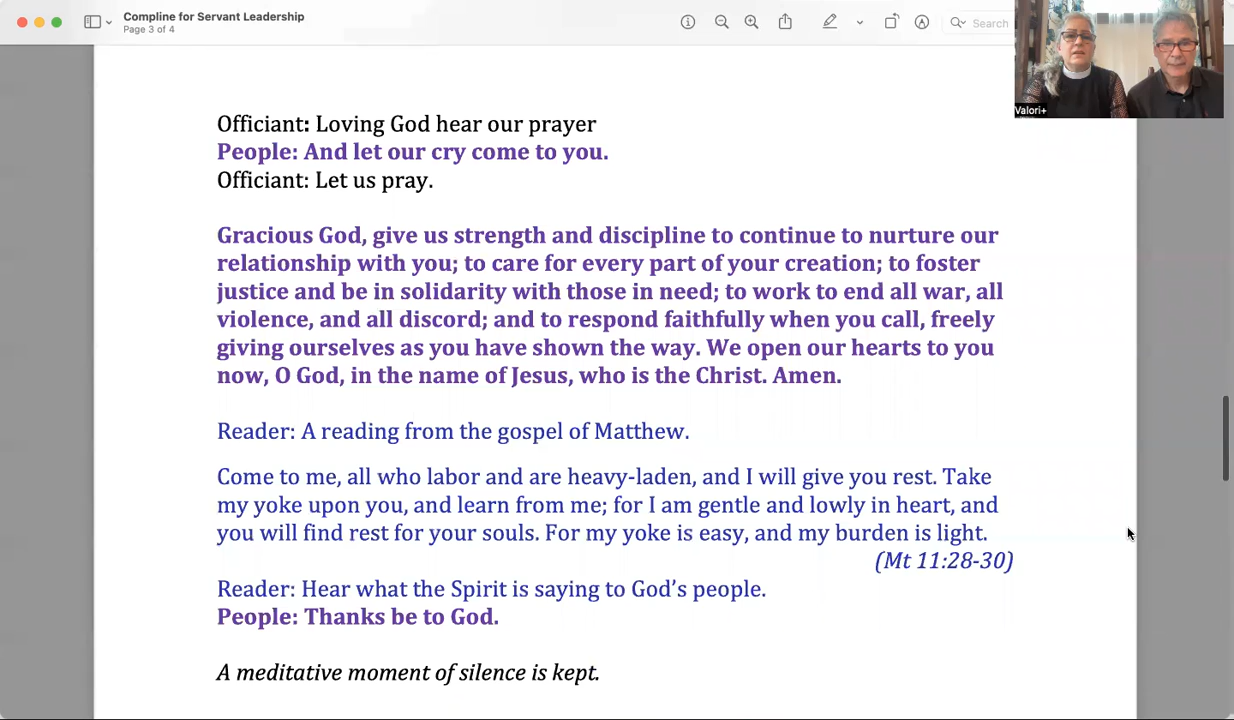 Compline for Servant Leadership
Page 3 of 4
Search
Valori+
Officiant: Loving God hear our prayer
People: And let our cry come to you.
Officiant: Let us pray.
Gracious God, give us strength and discipline to continue to nurture our
relationship with you; to care for every part of your creation; to foster
justice and be in solidarity with those in need; to work to end all war, all
violence, and all discord; and to respond faithfully when you call, freely
giving ourselves as you have shown the way. We open our hearts to you
now, O God, in the name of Jesus, who is the Christ. Amen.
Reader: A reading from the gospel of Matthew.
Come to me, all who labor and are heavy-laden, and I will give you rest. Take
my yoke upon you, and learn from me; for I am gentle and lowly in heart, and
you will find rest for your souls. For my yoke is easy, and my burden is light.
(Mt 11:28-30)
Reader: Hear what the Spirit is saying to God’s people.
People: Thanks be to God.
A meditative moment of silence is kept.